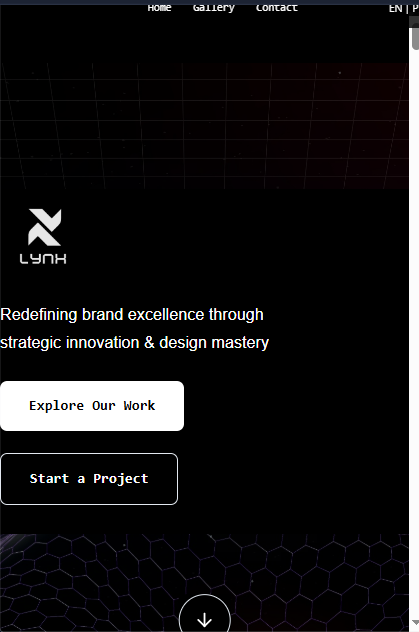 Home Gallery Contact EN | P
LYNX
Redefining brand excellence through
strategic innovation & design mastery
Explore Our Work
Start a Project